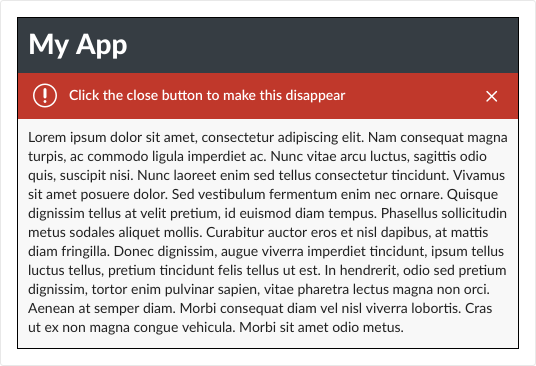 My App
Click the close button to make this disappear
Lorem ipsum dolor sit amet, consectetur adipiscing elit. Nam consequat magna
turpis, ac commodo ligula imperdiet ac. Nunc vitae arcu luctus, sagittis odio
quis, suscipit nisi. Nunc laoreet enim sed tellus consectetur tincidunt. Vivamus
sit amet posuere dolor. Sed vestibulum fermentum enim nec ornare. Quisque
dignissim tellus at velit pretium, id euismod diam tempus. Phasellus sollicitudin
metus sodales aliquet mollis. Curabitur auctor eros et nisl dapibus, at mattis
diam fringilla. Donec dignissim, augue viverra imperdiet tincidunt, ipsum tellus
luctus tellus, pretium tincidunt felis tellus ut est. In hendrerit, odio sed pretium
dignissim, tortor enim pulvinar sapien, vitae pharetra lectus magna non orci.
Aenean at semper diam. Morbi consequat diam vel nisl viverra lobortis. Cras
ut ex non magna congue vehicula. Morbi sit amet odio metus.